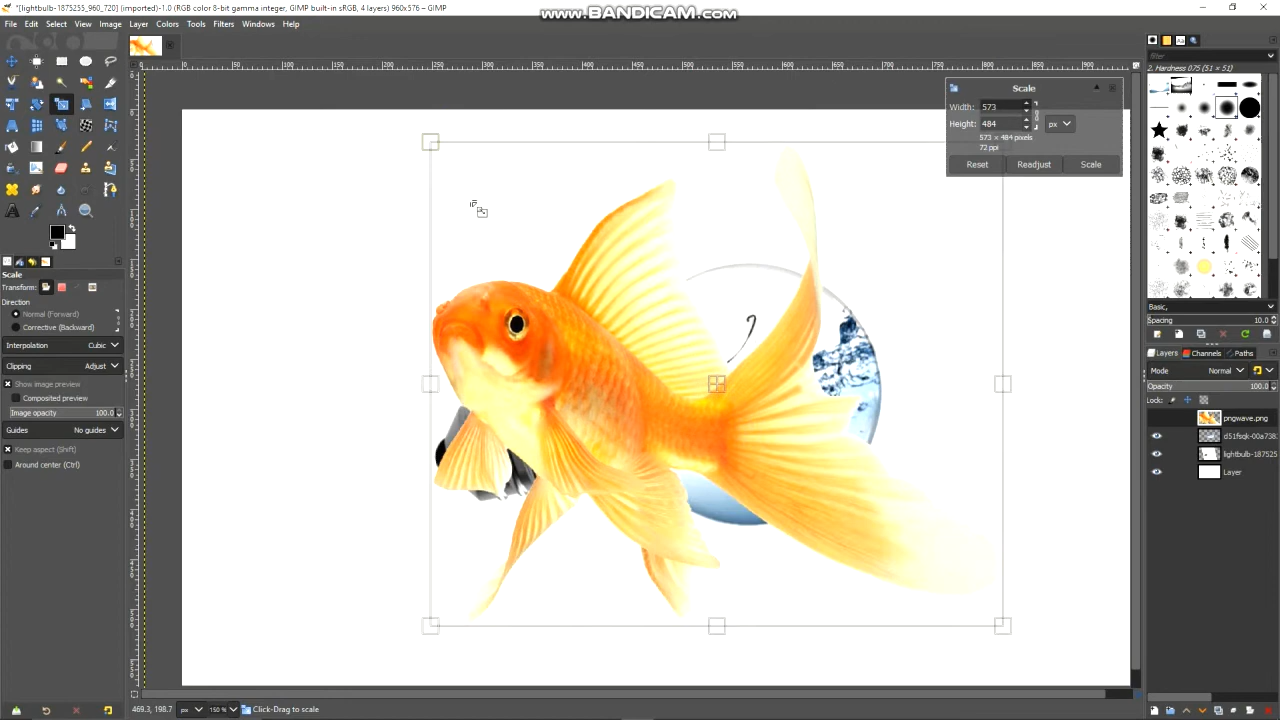 *[lightbulb-1875255_960_720] (imported)-1.0 (RGB color 8-bit gamma integer, GIMP built-in sRGB, 4 layers) 960x576 – GIMP
www.BANDICAM.com
File Edit Select View Image Layer Colors Tools Filters Windows Help
filter
2. Hardness 075 (51 × 51)
Scale
Width: 573
Height: 484
px
573 × 484 pixels
72 ppi
Reset Readjust Scale
Scale
Transform:
Direction
Normal (Forward)
Corrective (Backward)
Interpolation Cubic
Clipping Adjust
Show image preview
Composited preview
Image opacity 100.0
Guides No guides
Keep aspect (Shift)
Around center (Ctrl)
Basic,
Spacing 10.0
Layers Channels Paths
Mode Normal
Opacity 100.0
Lock:
pngwave.png
d51fsqk-00a738
lightbulb-187525
Layer
469.3, 198.7 px 150 % Click-Drag to scale